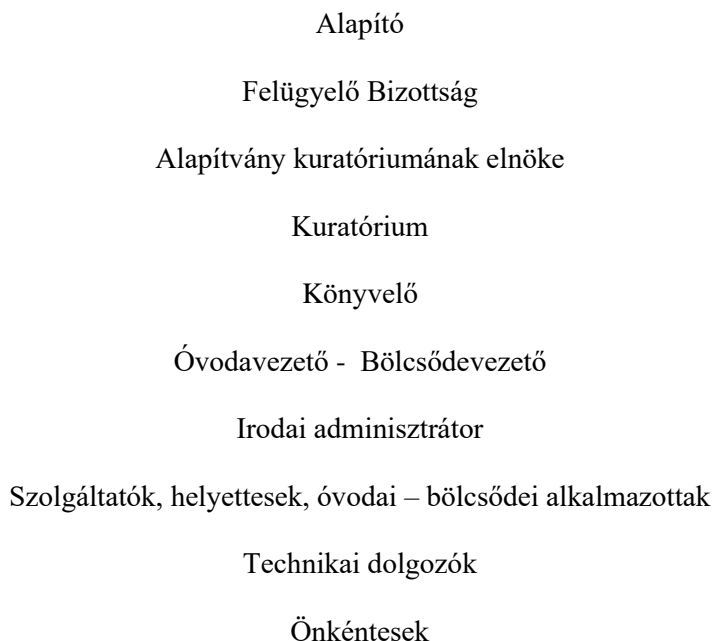 Alapító
Felügyelő Bizottság
Alapítvány kuratóriumának elnöke
Kuratórium
Könyvelő
Óvodavezető -  Bölcsődevezető
Irodai adminisztrátor
Szolgáltatók, helyettesek, óvodai – bölcsődei alkalmazottak
Technikai dolgozók
Önkéntesek